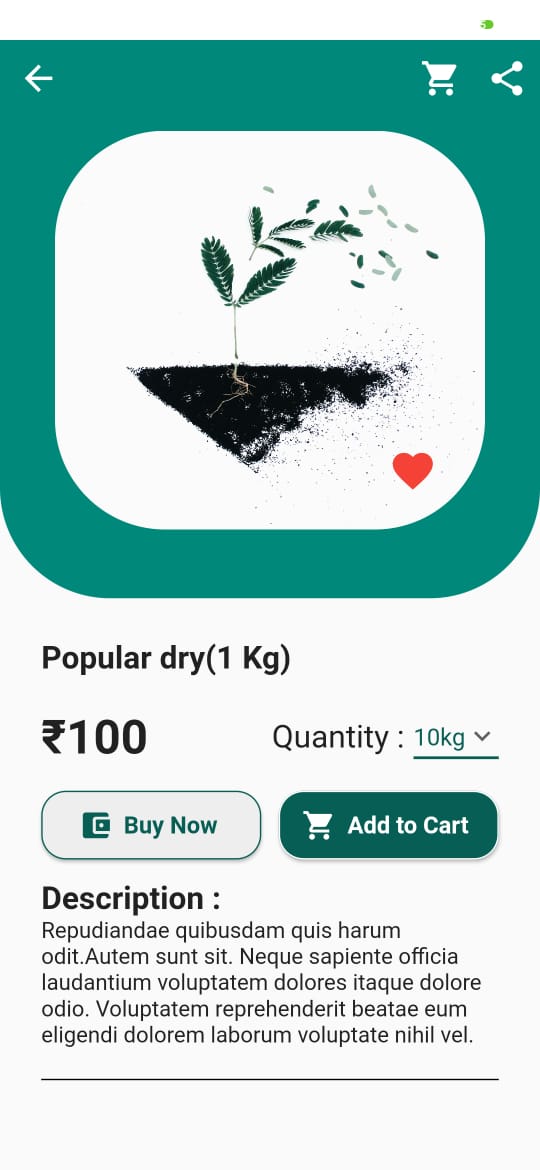 Popular dry(1 Kg)
₹100
Quantity : 10kg
Buy Now
Add to Cart
Description :
Repudiandae quibusdam quis harum
odit.Autem sunt sit. Neque sapiente officia
laudantium voluptatem dolores itaque dolore
odio. Voluptatem reprehenderit beatae eum
eligendi dolorem laborum voluptate nihil vel.